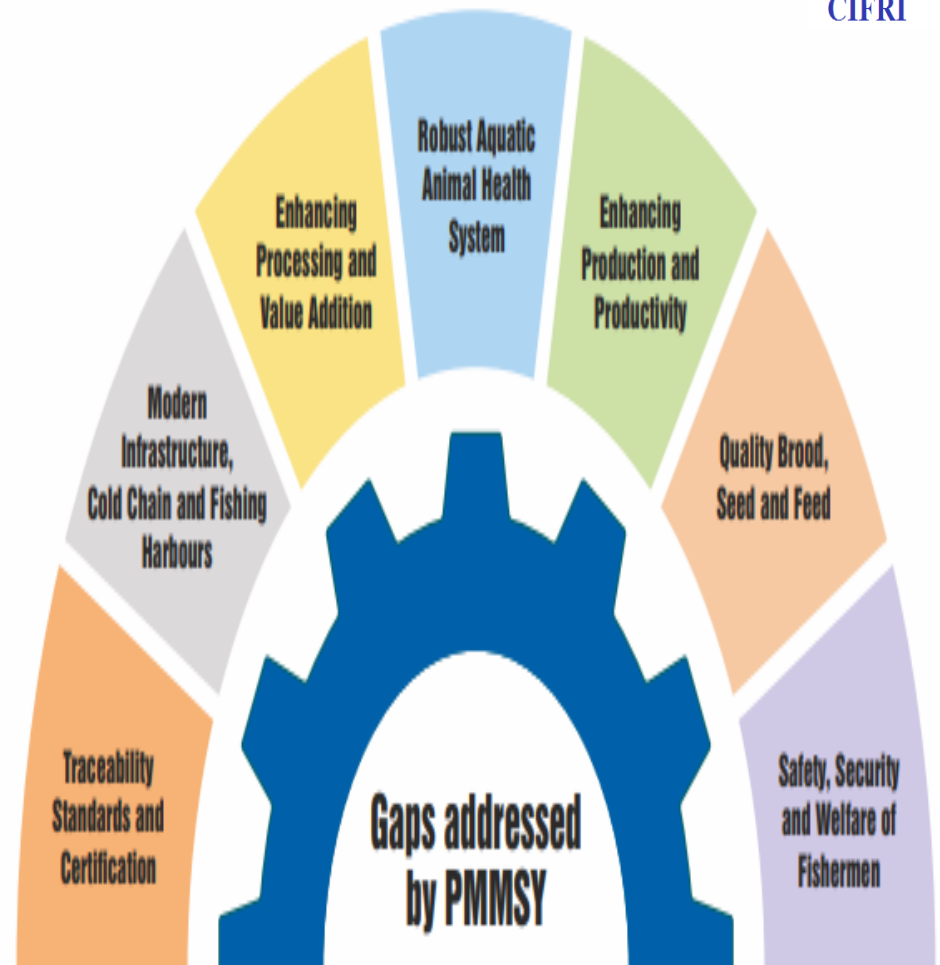 CIFRI
Robust Aquatic
Animal Health
System
Enhancing
Processing and
Value Addition
Enhancing
Production and
Productivity
Modern
Infrastructure,
Cold Chain and Fishing
Harbours
Quality Brood,
Seed and Feed
Traceability
Standards and
Certification
Safety, Security
and Welfare of
Fishermen
Gaps addressed
by PMMSY